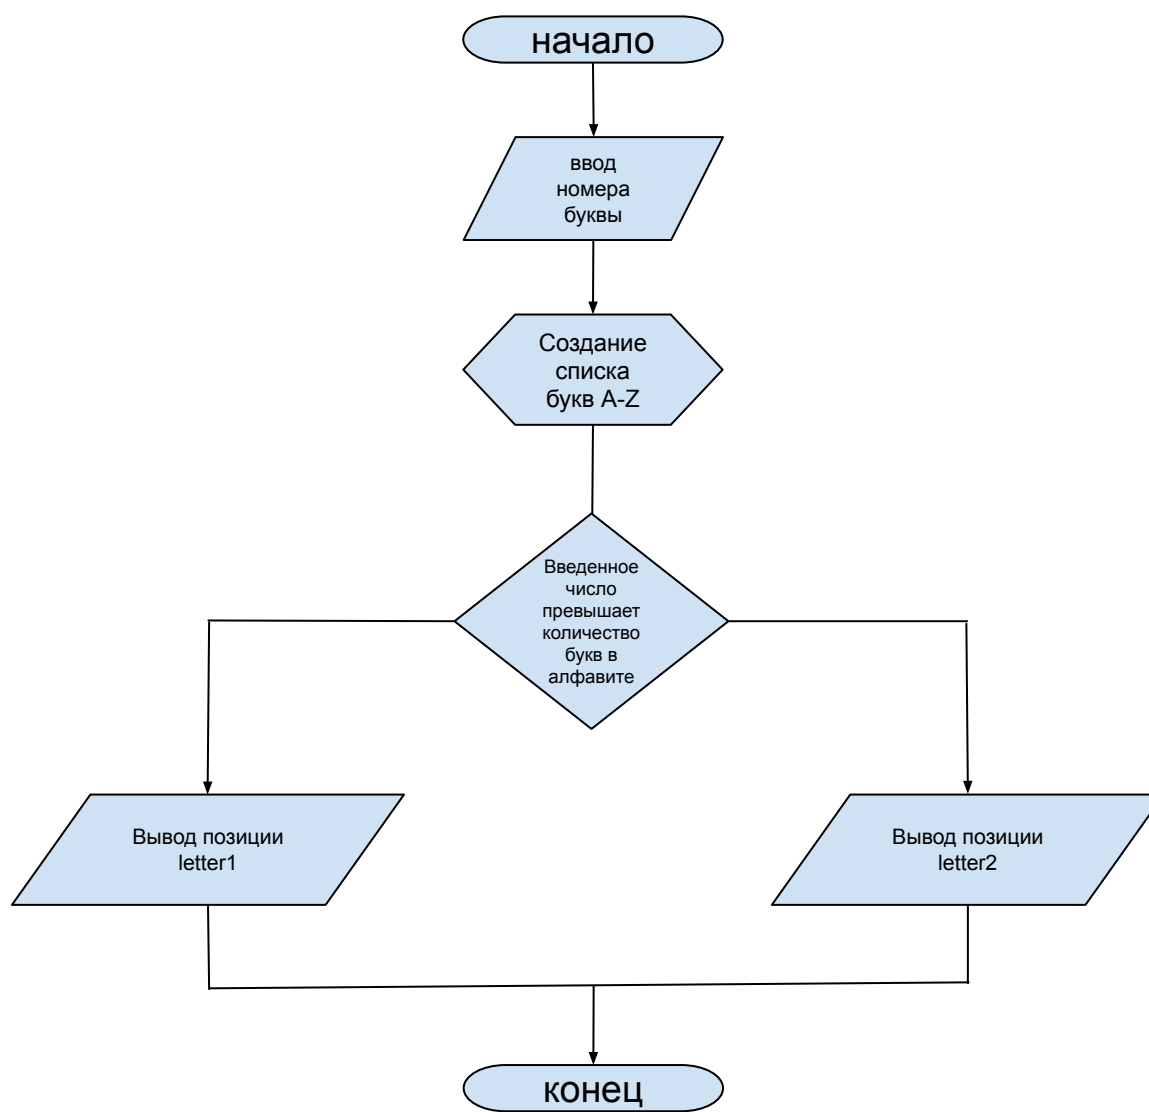 начало
ввод
номера
буквы
Создание
списка
букв A-Z
Введенное
число
превышает
количество
букв в
алфавите
Вывод позиции
letter1
Вывод позиции
letter2
конец